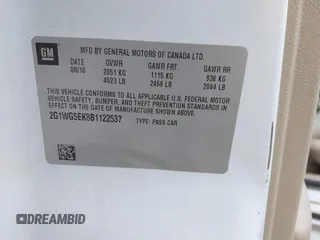 GM
MFD BY GENERAL MOTORS OF CANADA LTD.
DATE GVWR GAWR FRT GAWR RR
08/10 2051 KG 1115 KG 936 KG
4523 LB 2459 LB 2064 LB
THIS VEHICLE CONFORMS TO ALL APPLICABLE
U.S. FEDERAL MOTOR VEHICLE SAFETY,
BUMPER, AND THEFT PREVENTION STANDARDS IN
EFFECT ON THE DATE OF MANUFACTURE SHOWN ABOVE.
2G1WG5EK8B1122537 TYPE: PASS CAR
DREAMBID